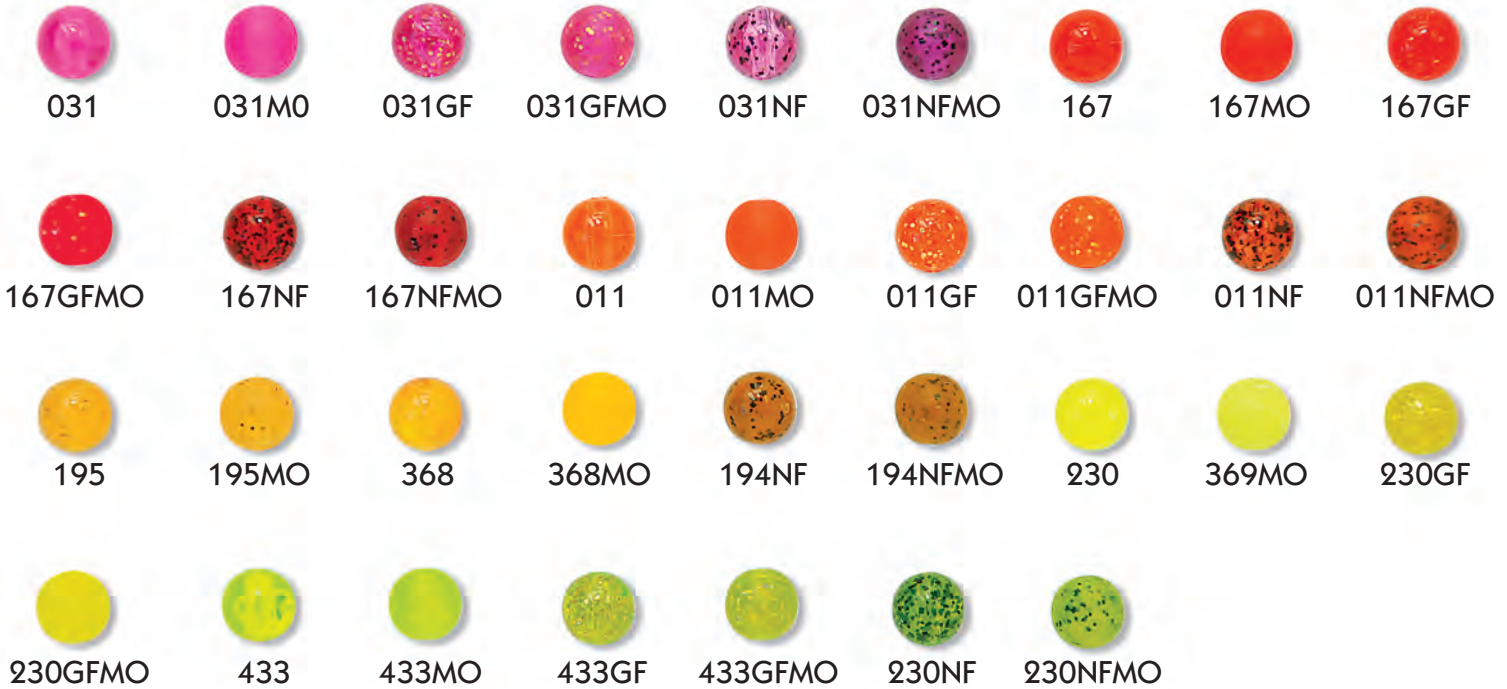 031 031M0 031GF 031GFMO 031NF 031NFMO 167 167MO 167GF
167GFMO 167NF 167NFMO 011 011MO 011GF 011GFMO 011NF 011NFMO
195 195MO 368 368MO 194NF 194NFMO 230 369MO 230GF
230GFMO 433 433MO 433GF 433GFMO 230NF 230NFMO